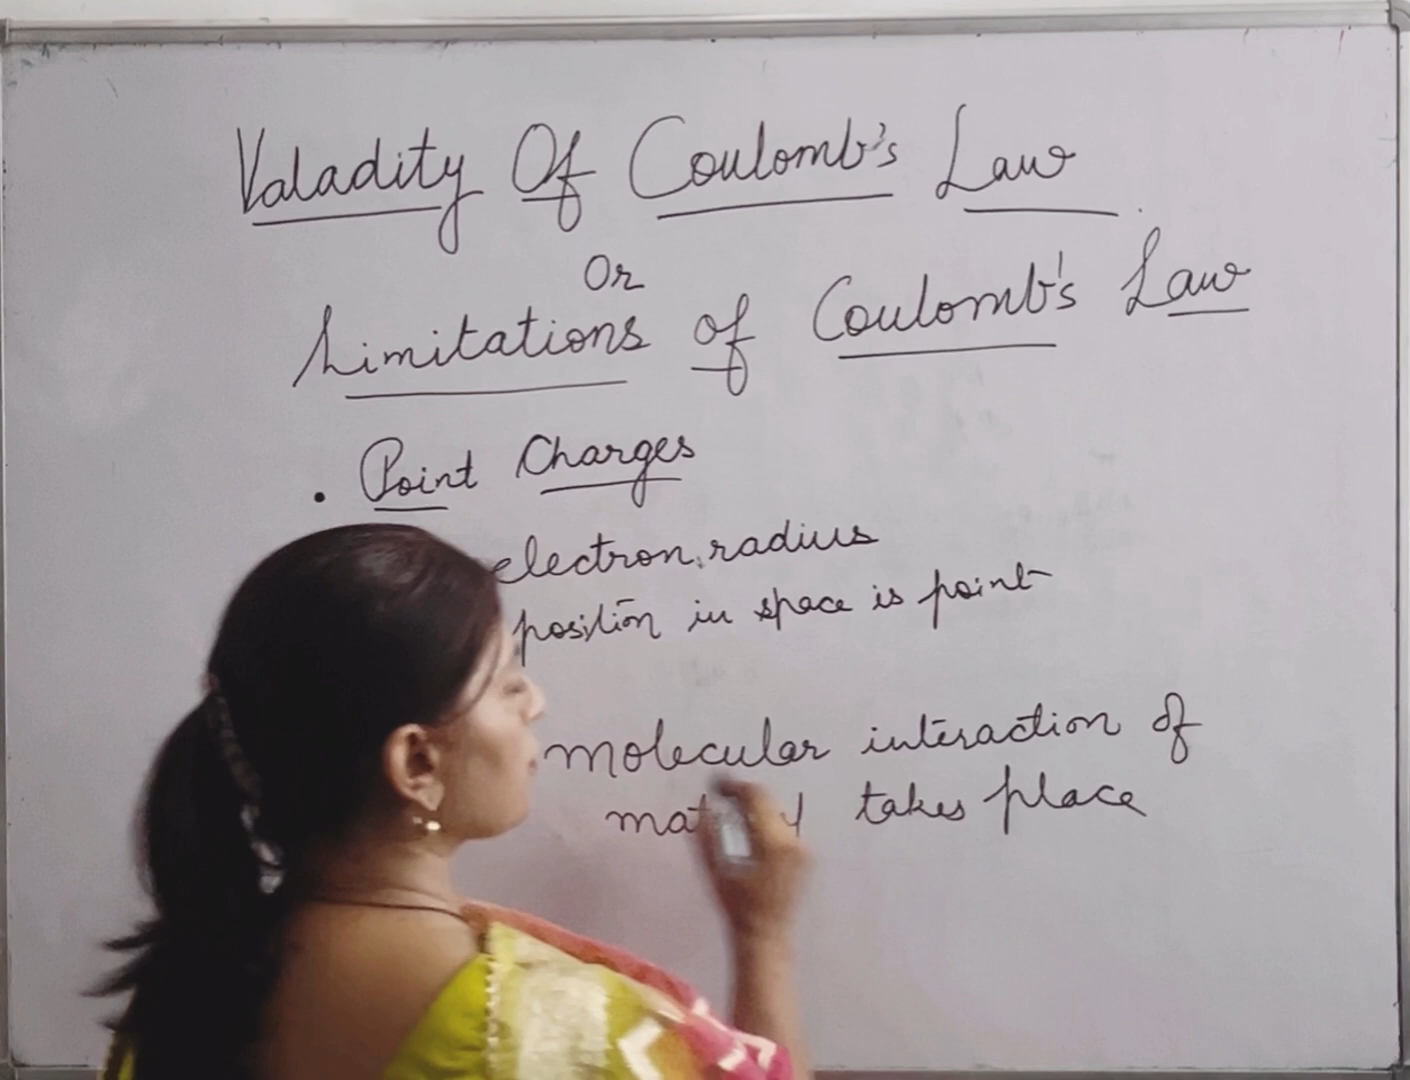 Valadity Of Coulomb's Law
Or
Limitations of Coulomb's Law
• Point Charges
electron, radius
position in space is point
molecular interaction of
takes place